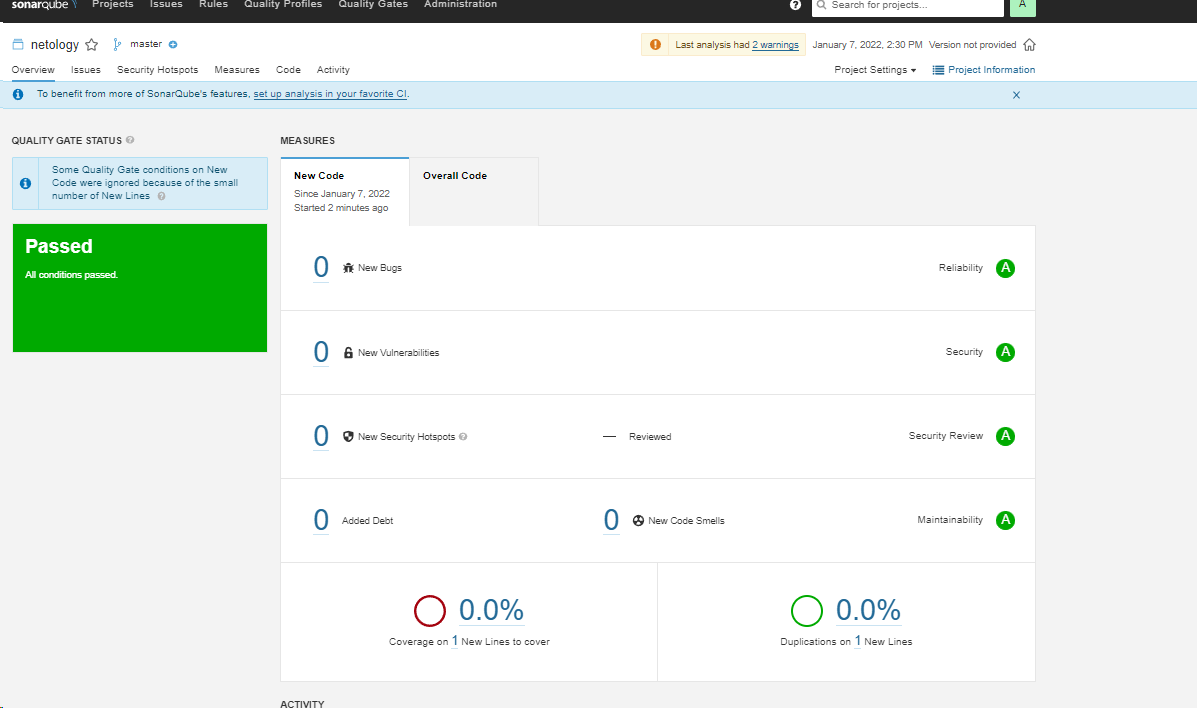 sonarqube Projects Issues Rules Quality Profiles Quality Gates Administration ? Search for projects... A
netology master Last analysis had 2 warnings January 7, 2022, 2:30 PM Version not provided
Overview Issues Security Hotspots Measures Code Activity Project Settings Project Information
To benefit from more of SonarQube's features, set up analysis in your favorite CI.
QUALITY GATE STATUS
Some Quality Gate conditions on New
Code were ignored because of the small
number of New Lines
Passed
All conditions passed.
MEASURES
New Code
Since January 7, 2022
Started 2 minutes ago
Overall Code
0 New Bugs Reliability A
0 New Vulnerabilities Security A
0 New Security Hotspots — Reviewed Security Review A
0 Added Debt 0 New Code Smells Maintainability A
0.0%
Coverage on 1 New Lines to cover
0.0%
Duplications on 1 New Lines
ACTIVITY